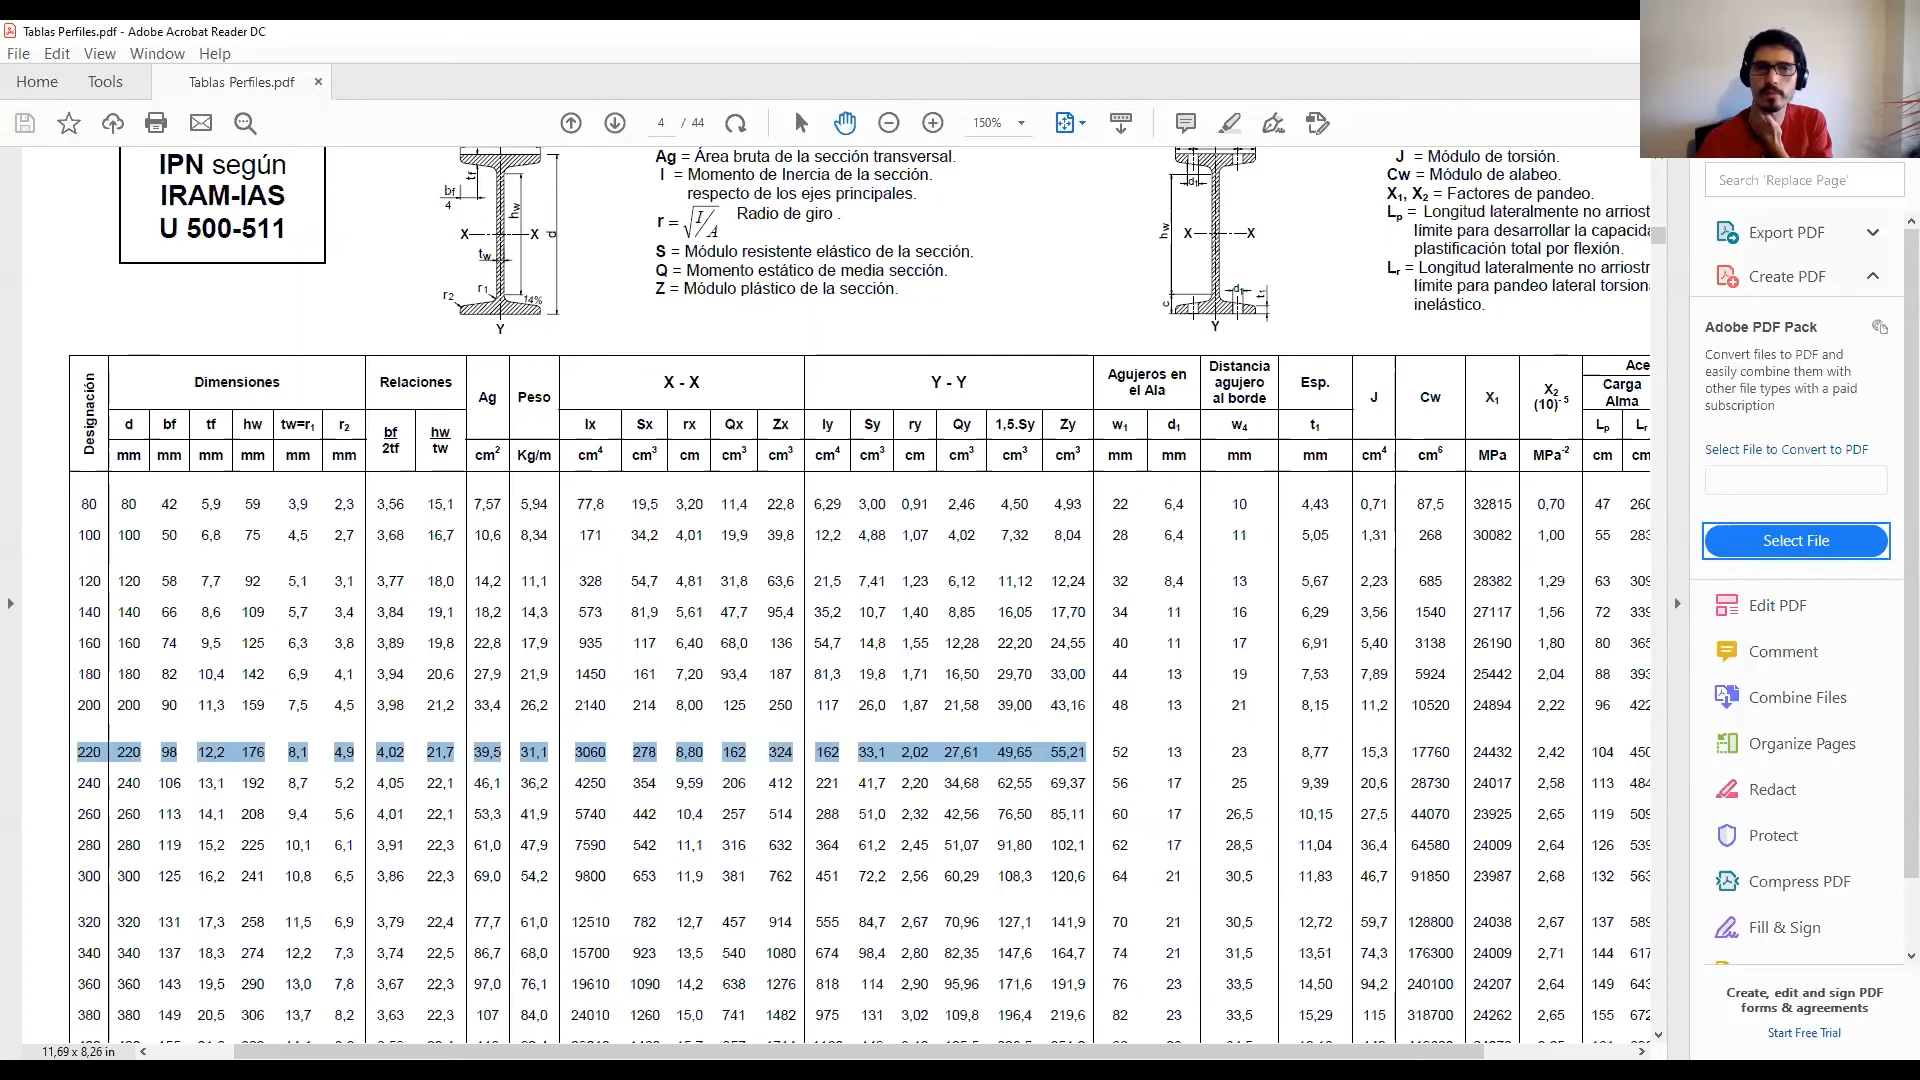 Tablas Perfiles.pdf - Adobe Acrobat Reader DC
File Edit View Window Help
Home Tools Tablas Perfiles.pdf ×
4 / 44 150%
IPN según
IRAM-IAS
U 500-511
bf
4
tf
hw
d
X X
tw
r1
r2
14%
Y
Ag = Área bruta de la sección transversal.
I = Momento de Inercia de la sección.
respecto de los ejes principales.
r = √I/A Radio de giro .
S = Módulo resistente elástico de la sección.
Q = Momento estático de media sección.
Z = Módulo plástico de la sección.
d1
hw
X X
d1
t1
c
Y
J = Módulo de torsión.
Cw = Módulo de alabeo.
X1, X2 = Factores de pandeo.
Lp = Longitud lateralmente no arriost
límite para desarrollar la capacida
plastificación total por flexión.
Lr = Longitud lateralmente no arriostr
límite para pandeo lateral torsiona
inelástico.
Designación Dimensiones Relaciones Ag Peso X - X Y - Y Agujeros en el Ala Distancia agujero al borde Esp. J Cw X1 X2 (10)-5 Ace
Carga
Alma
d bf tf hw tw=r1 r2 bf/2tf hw/tw Ix Sx rx Qx Zx Iy Sy ry Qy 1,5.Sy Zy w1 d1 w4 t1 Lp Lr
mm mm mm mm mm mm cm2 Kg/m cm4 cm3 cm cm3 cm3 cm4 cm3 cm cm3 cm3 cm3 mm mm mm mm cm4 cm6 MPa MPa-2 cm cm
80 80 42 5,9 59 3,9 2,3 3,56 15,1 7,57 5,94 77,8 19,5 3,20 11,4 22,8 6,29 3,00 0,91 2,46 4,50 4,93 22 6,4 10 4,43 0,71 87,5 32815 0,70 47 260
100 100 50 6,8 75 4,5 2,7 3,68 16,7 10,6 8,34 171 34,2 4,01 19,9 39,8 12,2 4,88 1,07 4,02 7,32 8,04 28 6,4 11 5,05 1,31 268 30082 1,00 55 283
120 120 58 7,7 92 5,1 3,1 3,77 18,0 14,2 11,1 328 54,7 4,81 31,8 63,6 21,5 7,41 1,23 6,12 11,12 12,24 32 8,4 13 5,67 2,23 685 28382 1,29 63 309
140 140 66 8,6 109 5,7 3,4 3,84 19,1 18,2 14,3 573 81,9 5,61 47,7 95,4 35,2 10,7 1,40 8,85 16,05 17,70 34 11 16 6,29 3,56 1540 27117 1,56 72 339
160 160 74 9,5 125 6,3 3,8 3,89 19,8 22,8 17,9 935 117 6,40 68,0 136 54,7 14,8 1,55 12,28 22,20 24,55 40 11 17 6,91 5,40 3138 26190 1,80 80 365
180 180 82 10,4 142 6,9 4,1 3,94 20,6 27,9 21,9 1450 161 7,20 93,4 187 81,3 19,8 1,71 16,50 29,70 33,00 44 13 19 7,53 7,89 5924 25442 2,04 88 393
200 200 90 11,3 159 7,5 4,5 3,98 21,2 33,4 26,2 2140 214 8,00 125 250 117 26,0 1,87 21,58 39,00 43,16 48 13 21 8,15 11,2 10520 24894 2,22 96 422
220 220 98 12,2 176 8,1 4,9 4,02 21,7 39,5 31,1 3060 278 8,80 162 324 162 33,1 2,02 27,61 49,65 55,21 52 13 23 8,77 15,3 17760 24432 2,42 104 450
240 240 106 13,1 192 8,7 5,2 4,05 22,1 46,1 36,2 4250 354 9,59 206 412 221 41,7 2,20 34,68 62,55 69,37 56 17 25 9,39 20,6 28730 24017 2,58 113 484
260 260 113 14,1 208 9,4 5,6 4,01 22,1 53,3 41,9 5740 442 10,4 257 514 288 51,0 2,32 42,56 76,50 85,11 60 17 26,5 10,15 27,5 44070 23925 2,65 119 509
280 280 119 15,2 225 10,1 6,1 3,91 22,3 61,0 47,9 7590 542 11,1 316 632 364 61,2 2,45 51,07 91,80 102,1 62 17 28,5 11,04 36,4 64580 24009 2,64 126 539
300 300 125 16,2 241 10,8 6,5 3,86 22,3 69,0 54,2 9800 653 11,9 381 762 451 72,2 2,56 60,29 108,3 120,6 64 21 30,5 11,83 46,7 91850 23987 2,68 132 563
320 320 131 17,3 258 11,5 6,9 3,79 22,4 77,7 61,0 12510 782 12,7 457 914 555 84,7 2,67 70,96 127,1 141,9 70 21 30,5 12,72 59,7 128800 24038 2,67 137 589
340 340 137 18,3 274 12,2 7,3 3,74 22,5 86,7 68,0 15700 923 13,5 540 1080 674 98,4 2,80 82,35 147,6 164,7 74 21 31,5 13,51 74,3 176300 24009 2,71 144 617
360 360 143 19,5 290 13,0 7,8 3,67 22,3 97,0 76,1 19610 1090 14,2 638 1276 818 114 2,90 95,96 171,6 191,9 76 23 33,5 14,50 94,2 240100 24207 2,64 149 643
380 380 149 20,5 306 13,7 8,2 3,63 22,3 107 84,0 24010 1260 15,0 741 1482 975 131 3,02 109,8 196,4 219,6 82 23 33,5 15,29 115 318700 24262 2,65 155 672
11,69 x 8,26 in
Search 'Replace Page'
Export PDF
Create PDF
Adobe PDF Pack
Convert files to PDF and
easily combine them with
other file types with a paid
subscription
Select File to Convert to PDF
Select File
Edit PDF
Comment
Combine Files
Organize Pages
Redact
Protect
Compress PDF
Fill & Sign
Create, edit and sign PDF
forms & agreements
Start Free Trial